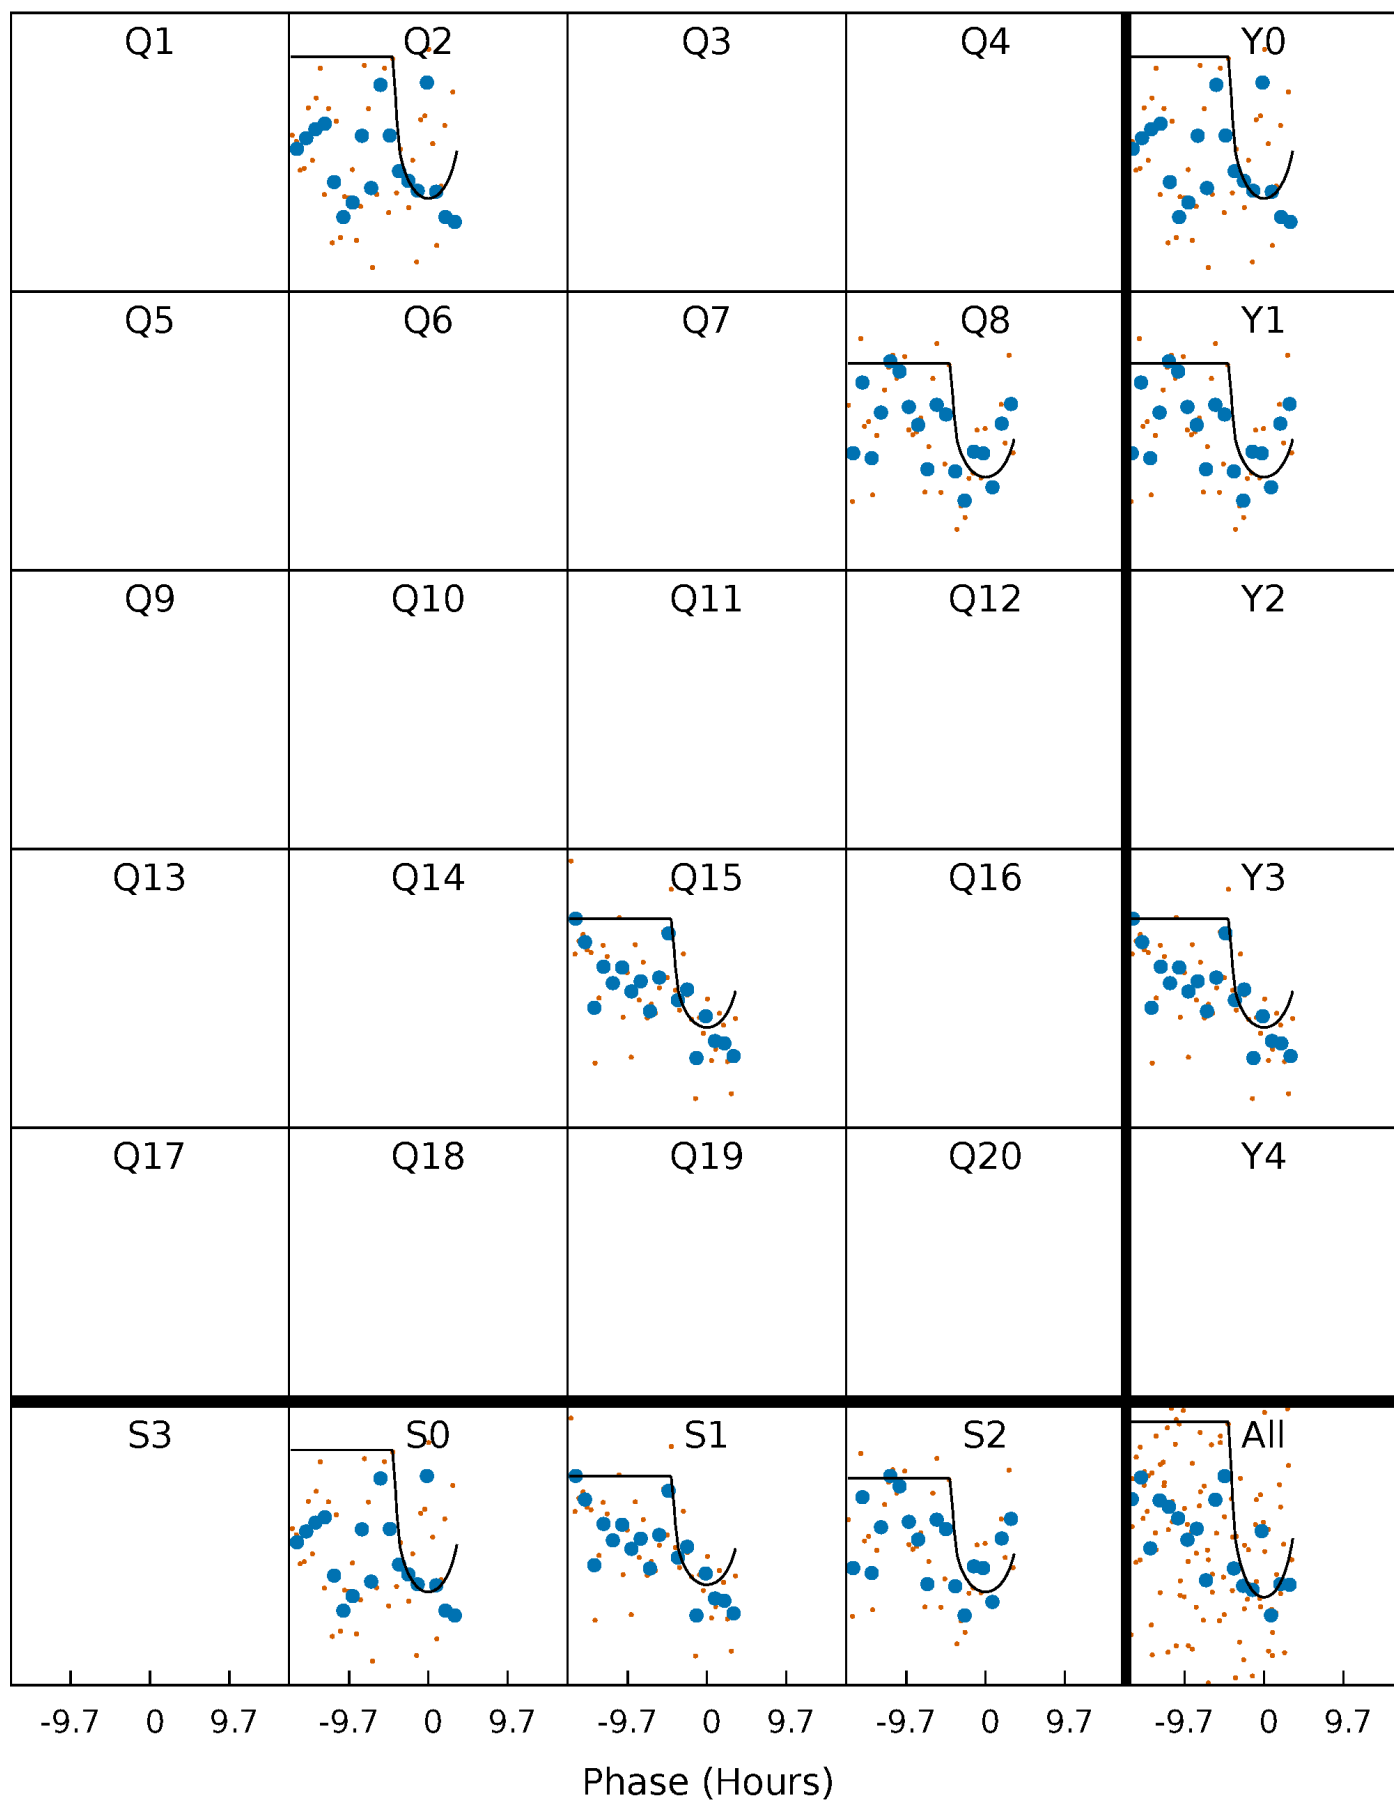 Q1 Q2 Q3 Q4 Y0
Q5 Q6 Q7 Q8 Y1
Q9 Q10 Q11 Q12 Y2
Q13 Q14 Q15 Q16 Y3
Q17 Q18 Q19 Q20 Y4
S3 S0 S1 S2 All
-9.7 0 9.7 -9.7 0 9.7 -9.7 0 9.7 -9.7 0 9.7 -9.7 0 9.7
Phase (Hours)